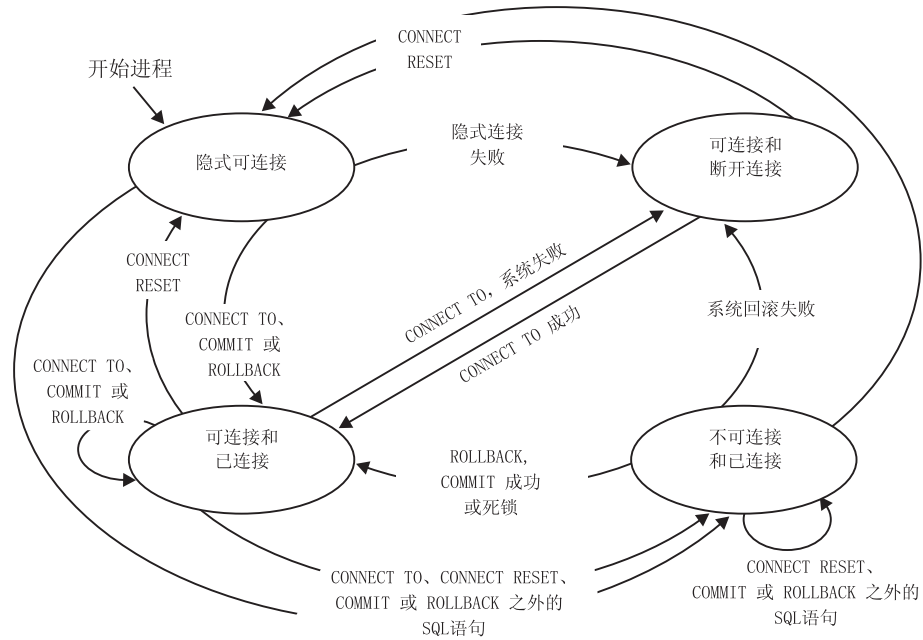 CONNECT
RESET
开始进程
隐式可连接
隐式连接
失败
可连接和
断开连接
CONNECT
RESET
CONNECT TO、
COMMIT 或
ROLLBACK
CONNECT TO, 系统失败
CONNECT TO 成功
系统回滚失败
CONNECT TO、
COMMIT 或
ROLLBACK
可连接和
已连接
ROLLBACK,
COMMIT 成功
或死锁
不可连接
和已连接
CONNECT TO、CONNECT RESET、
COMMIT 或 ROLLBACK 之外的
SQL语句
CONNECT RESET、
COMMIT 或 ROLLBACK 之外的
SQL语句